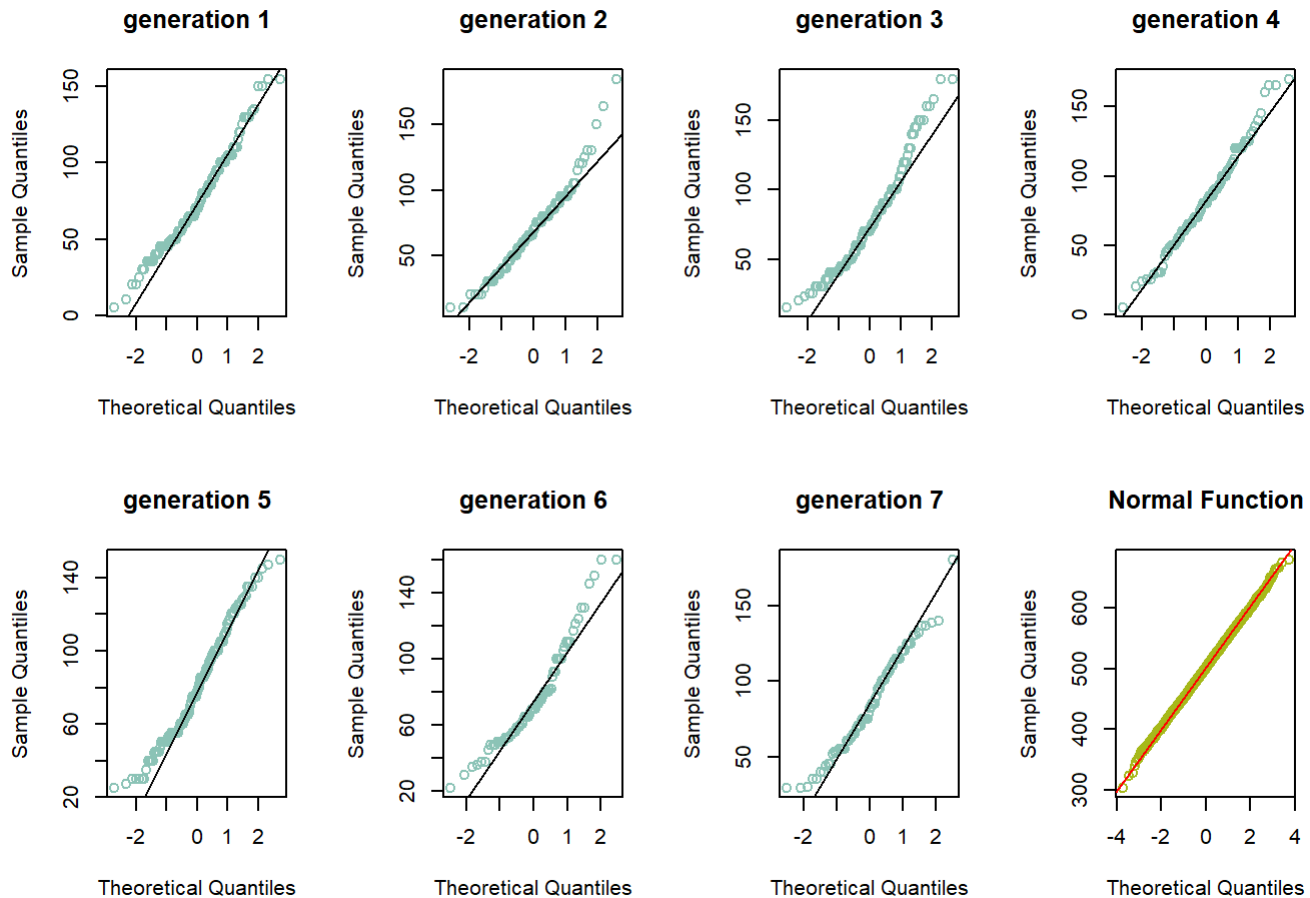 generation 1
generation 2
generation 3
generation 4
Sample Quantiles
0 50 100 150
-2 0 1 2
Theoretical Quantiles
Sample Quantiles
50 100 150
-2 0 1 2
Theoretical Quantiles
Sample Quantiles
50 100 150
-2 0 1 2
Theoretical Quantiles
Sample Quantiles
0 50 100 150
-2 0 1 2
Theoretical Quantiles
generation 5
generation 6
generation 7
Normal Function
Sample Quantiles
20 60 100 140
-2 0 1 2
Theoretical Quantiles
Sample Quantiles
20 60 100 140
-2 0 1 2
Theoretical Quantiles
Sample Quantiles
50 100 150
-2 0 1 2
Theoretical Quantiles
Sample Quantiles
300 400 500 600
-4 -2 0 2 4
Theoretical Quantiles